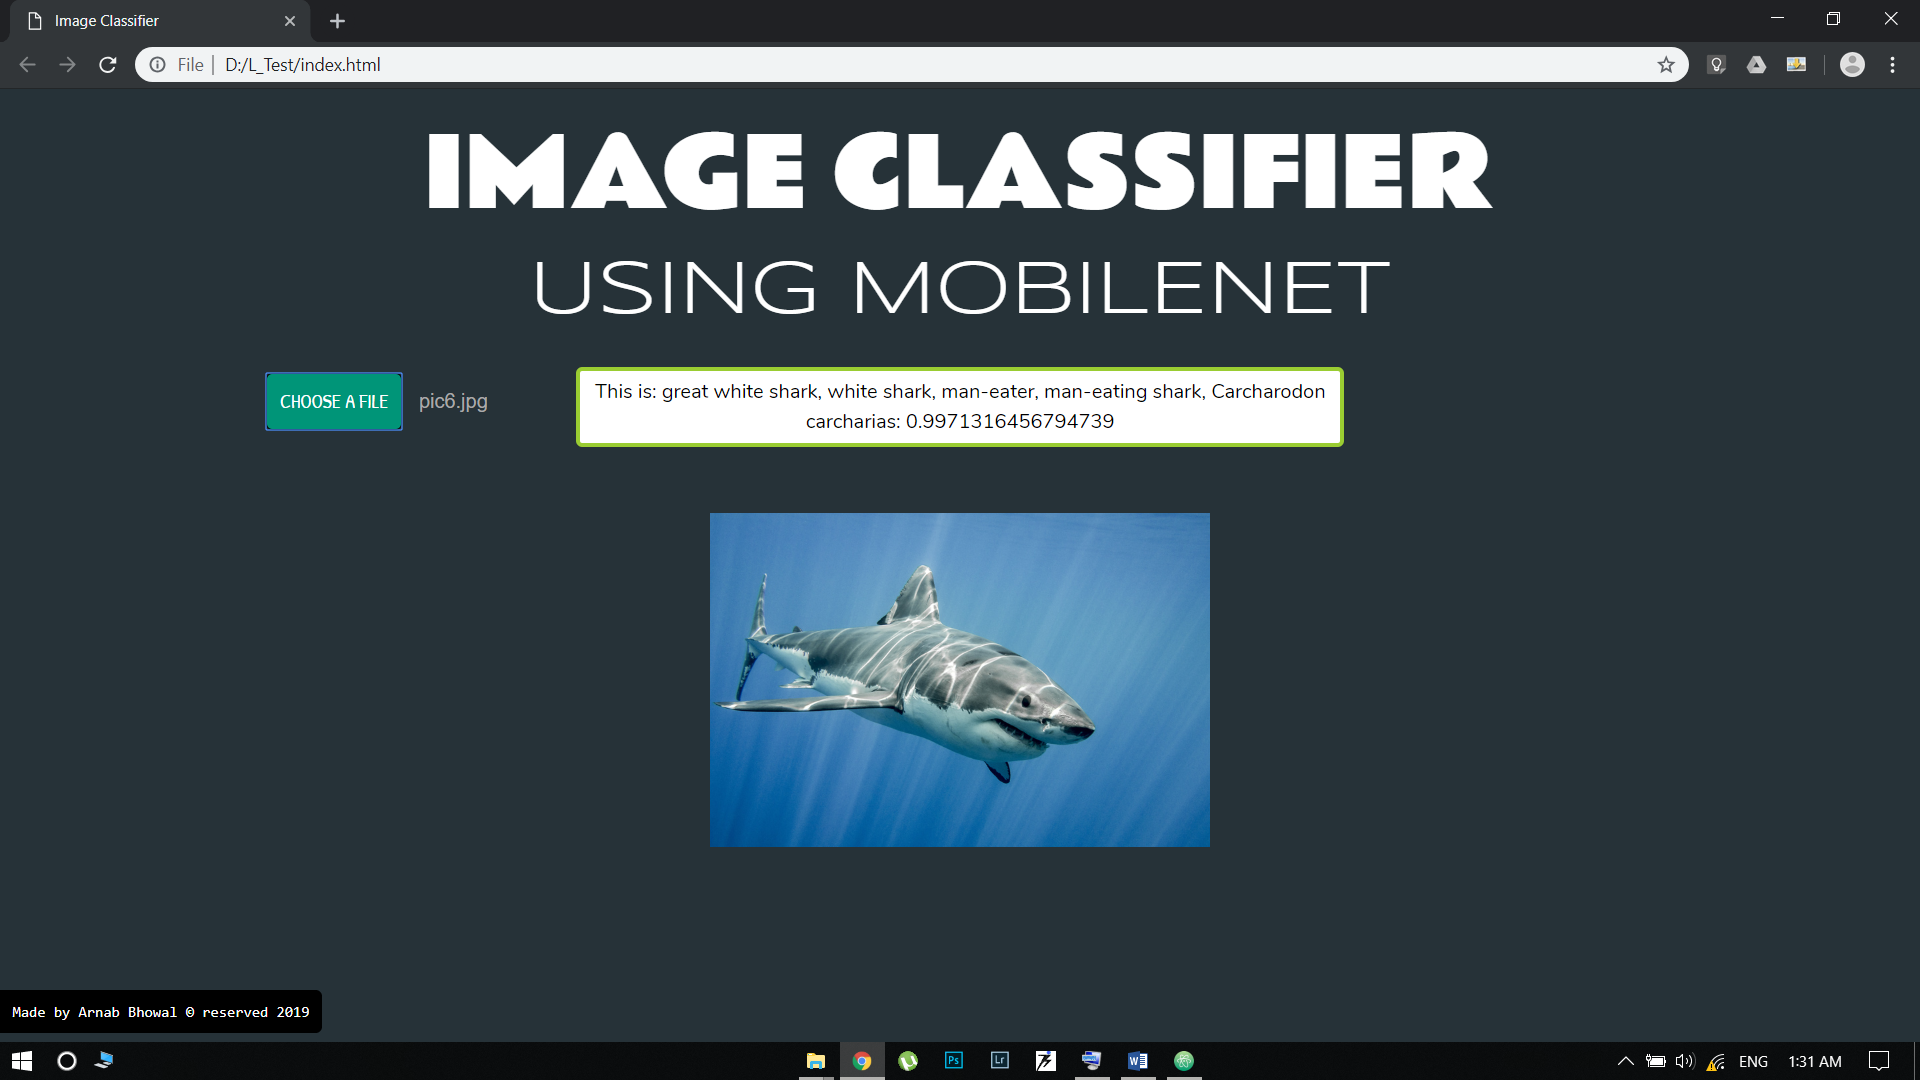 Image Classifier
File D:/L_Test/index.html
IMAGE CLASSIFIER
USING MOBILENET
CHOOSE A FILE pic6.jpg
This is: great white shark, white shark, man-eater, man-eating shark, Carcharodon
carcharias: 0.9971316456794739
Made by Arnab Bhowal © reserved 2019
Ps Lr W ENG 1:31 AM